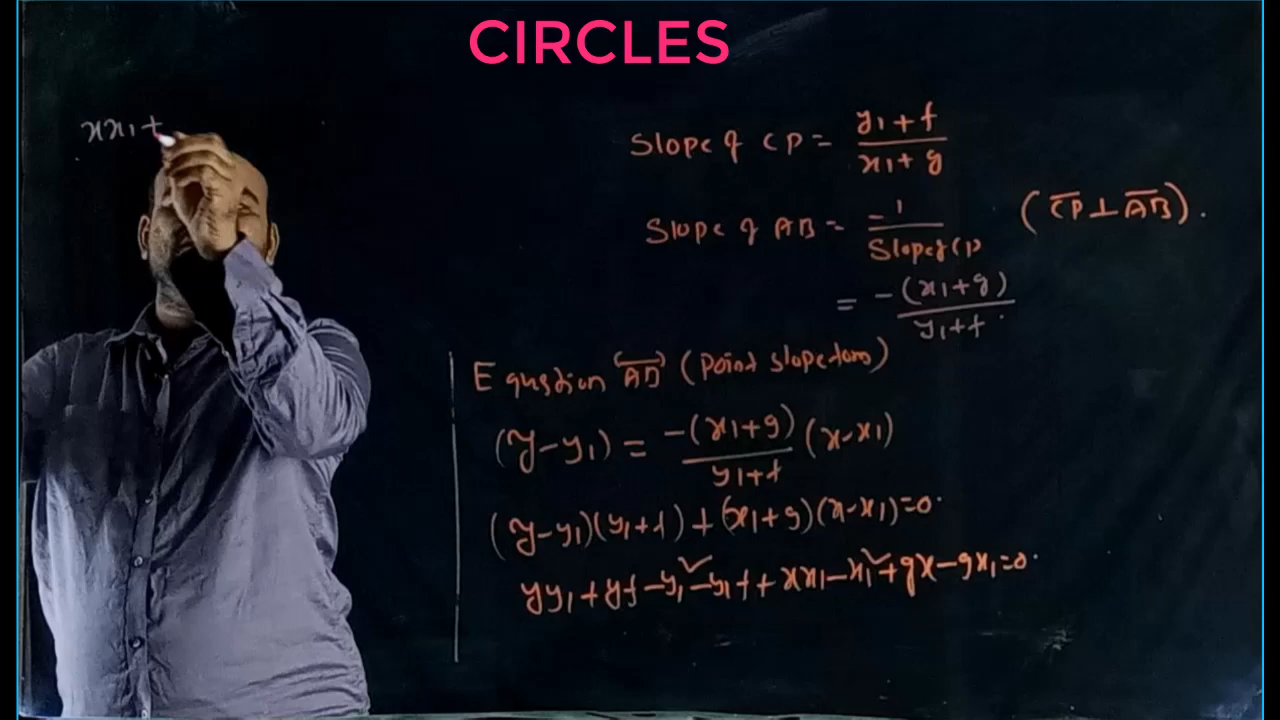 CIRCLES
xx₁ +
Slope of CP = (y₁ + f)/(x₁ + g)
Slope of AB = -1/Slope of CP (C̅P̅ ⊥ A̅B̅).
= -(x₁ + g)/(y₁ + f).
Equation AB (point slope form)
(y - y₁) = -(x₁ + g)/(y₁ + f) (x - x₁)
(y - y₁)(y₁ + f) + (x₁ + g)(x - x₁) = 0.
yy₁ + yf - y₁² - y₁f + xx₁ - x₁² + gx - gx₁ = 0.